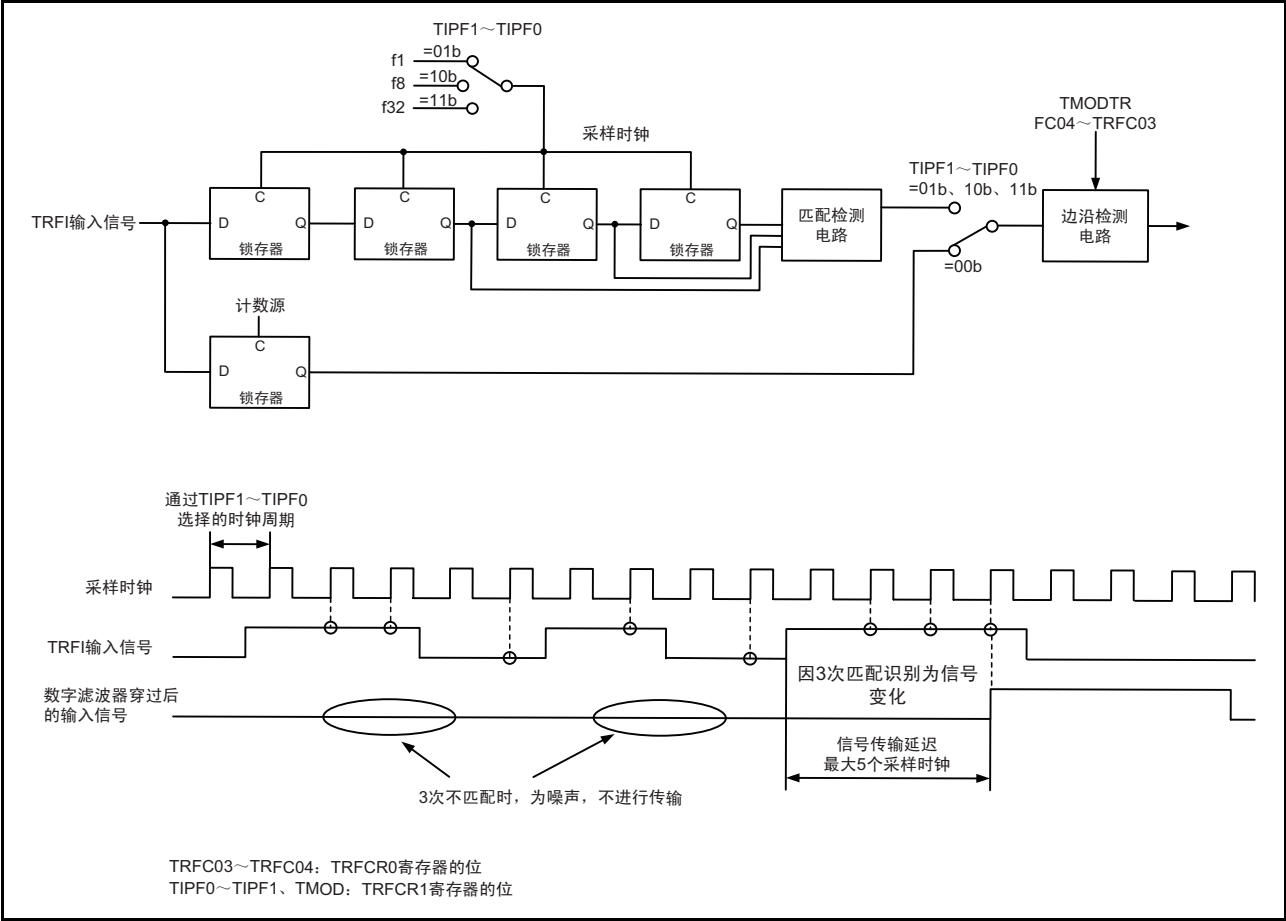 TIPF1～TIPF0
f1
=01b
f8
=10b
f32
=11b
采样时钟
TMODTR
FC04～TRFC03
TIPF1～TIPF0
=01b、10b、11b
=00b
TRFI输入信号
D
C
Q
锁存器
D
C
Q
锁存器
D
C
Q
锁存器
D
C
Q
锁存器
匹配检测
电路
边沿检测
电路
计数源
D
C
Q
锁存器
通过TIPF1～TIPF0
选择的时钟周期
采样时钟
TRFI输入信号
因3次匹配识别为信号
变化
数字滤波器穿过后
的输入信号
信号传输延迟
最大5个采样时钟
3次不匹配时，为噪声，不进行传输
TRFC03～TRFC04：TRFCR0寄存器的位
TIPF0～TIPF1、TMOD：TRFCR1寄存器的位